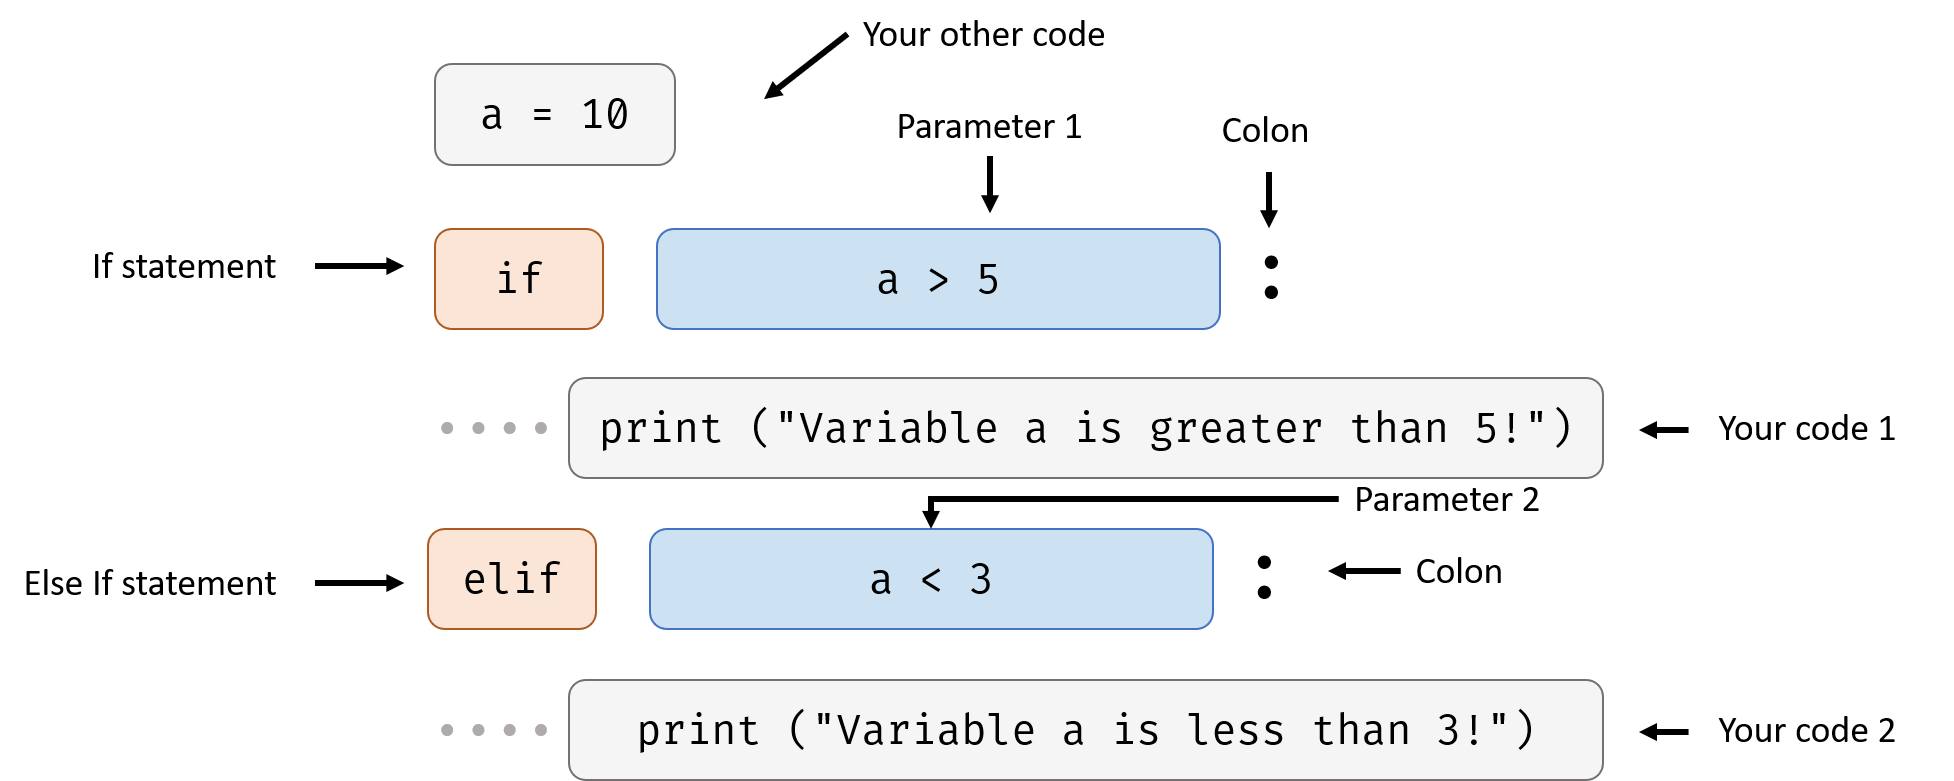 Your other code
a = 10
Parameter 1
Colon
If statement
if
a > 5
:
print ("Variable a is greater than 5!")
Your code 1
Parameter 2
Else If statement
elif
a < 3
:
Colon
print ("Variable a is less than 3!")
Your code 2